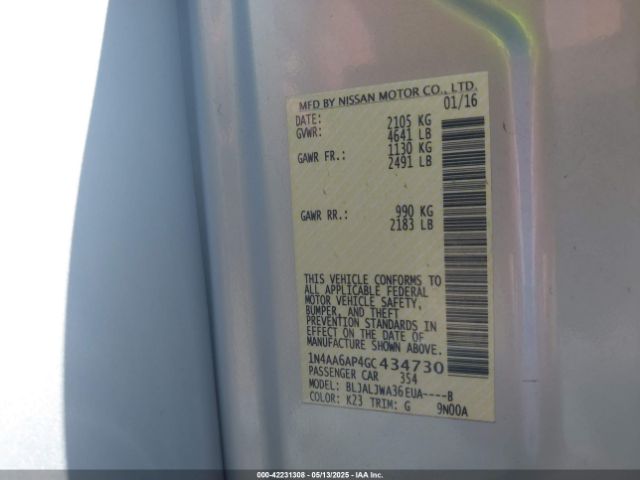 MFD BY NISSAN MOTOR CO., LTD.
DATE: 01/16
GVWR: 2105 KG
4641 LB
GAWR FR.: 1130 KG
2491 LB
GAWR RR.: 990 KG
2183 LB
THIS VEHICLE CONFORMS TO
ALL APPLICABLE FEDERAL
MOTOR VEHICLE SAFETY,
BUMPER, AND THEFT
PREVENTION STANDARDS IN
EFFECT ON THE DATE OF
MANUFACTURE SHOWN ABOVE.
1N4AA6AP4GC434730
PASSENGER CAR 354
MODEL: BLJALJWA36EUA----B
COLOR: K23 TRIM: G 9N00A
000-42231308 - 05/13/2025 - Copyright IAA, Inc.